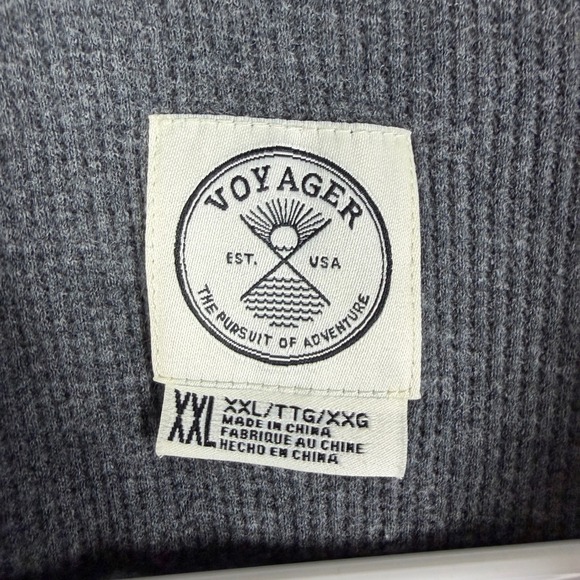 VOYAGER
EST. USA
THE PURSUIT OF ADVENTURE
XXL
XXL/TTG/XXG
MADE IN CHINA
FABRIQUE AU CHINE
HECHO EN CHINA